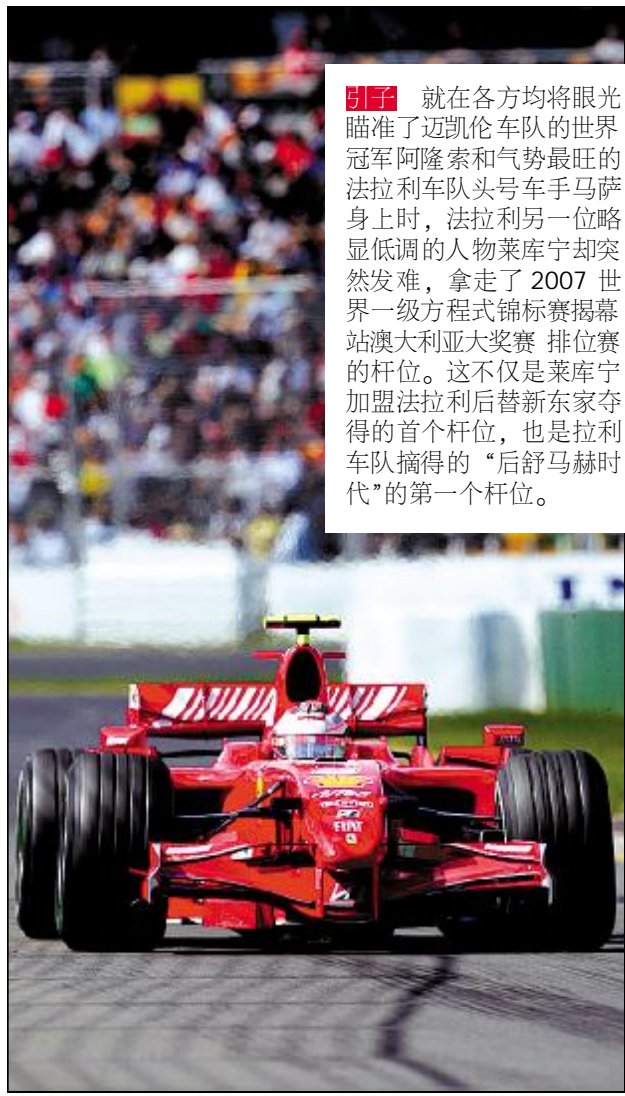 引子 就在各方均将眼光
瞄准了迈凯伦车队的世界
冠军阿隆索和气势最旺的
法拉利车队头号车手马萨
身上时，法拉利另一位略
显低调的人物莱库宁却突
然发难，拿走了 2007 世
界一级方程式锦标赛揭幕
站澳大利亚大奖赛 排位赛
的杆位。这不仅是莱库宁
加盟法拉利后替新东家夺
得的首个杆位，也是拉利
车队摘得的“后舒马赫时
代”的第一个杆位。